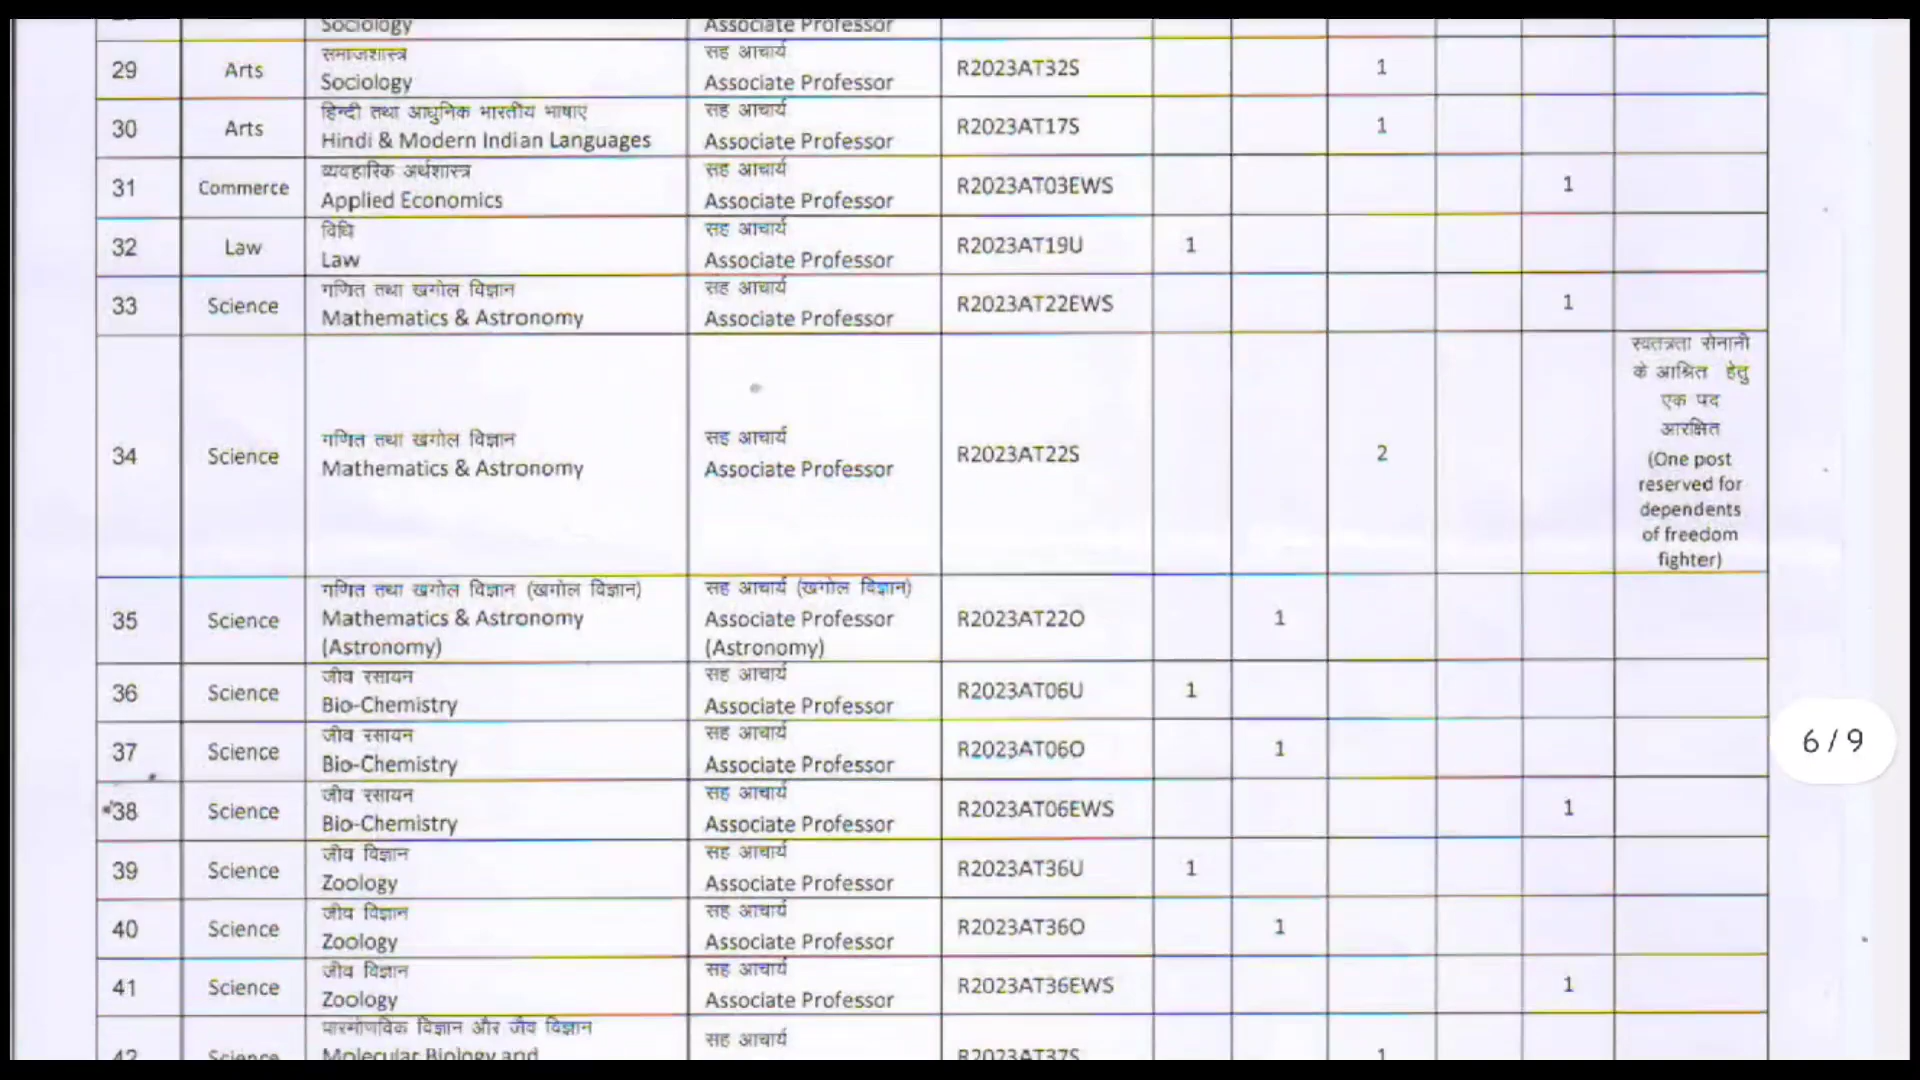 Sociology
Associate Professor
29
Arts
समाजशास्त्र
Sociology
सह आचार्य
Associate Professor
R2023AT32S
1
30
Arts
हिन्दी तथा आधुनिक भारतीय भाषाएं
Hindi & Modern Indian Languages
सह आचार्य
Associate Professor
R2023AT17S
1
31
Commerce
व्यवहारिक अर्थशास्त्र
Applied Economics
सह आचार्य
Associate Professor
R2023AT03EWS
1
32
Law
विधि
Law
सह आचार्य
Associate Professor
R2023AT19U
1
33
Science
गणित तथा खगोल विज्ञान
Mathematics & Astronomy
सह आचार्य
Associate Professor
R2023AT22EWS
1
34
Science
गणित तथा खगोल विज्ञान
Mathematics & Astronomy
सह आचार्य
Associate Professor
R2023AT22S
2
स्वतन्त्रता सेनानी
के आश्रित हेतु
एक पद
आरक्षित
(One post
reserved for
dependents
of freedom
fighter)
35
Science
गणित तथा खगोल विज्ञान (खगोल विज्ञान)
Mathematics & Astronomy
(Astronomy)
सह आचार्य (खगोल विज्ञान)
Associate Professor
(Astronomy)
R2023AT22O
1
36
Science
जीव रसायन
Bio-Chemistry
सह आचार्य
Associate Professor
R2023AT06U
1
37
Science
जीव रसायन
Bio-Chemistry
सह आचार्य
Associate Professor
R2023AT06O
1
38
Science
जीव रसायन
Bio-Chemistry
सह आचार्य
Associate Professor
R2023AT06EWS
1
39
Science
जीव विज्ञान
Zoology
सह आचार्य
Associate Professor
R2023AT36U
1
40
Science
जीव विज्ञान
Zoology
सह आचार्य
Associate Professor
R2023AT36O
1
41
Science
जीव विज्ञान
Zoology
सह आचार्य
Associate Professor
R2023AT36EWS
1
42
Science
विज्ञान और जैव विज्ञान
Molecular Biology and
सह आचार्य
R2023AT37S
1
6 / 9